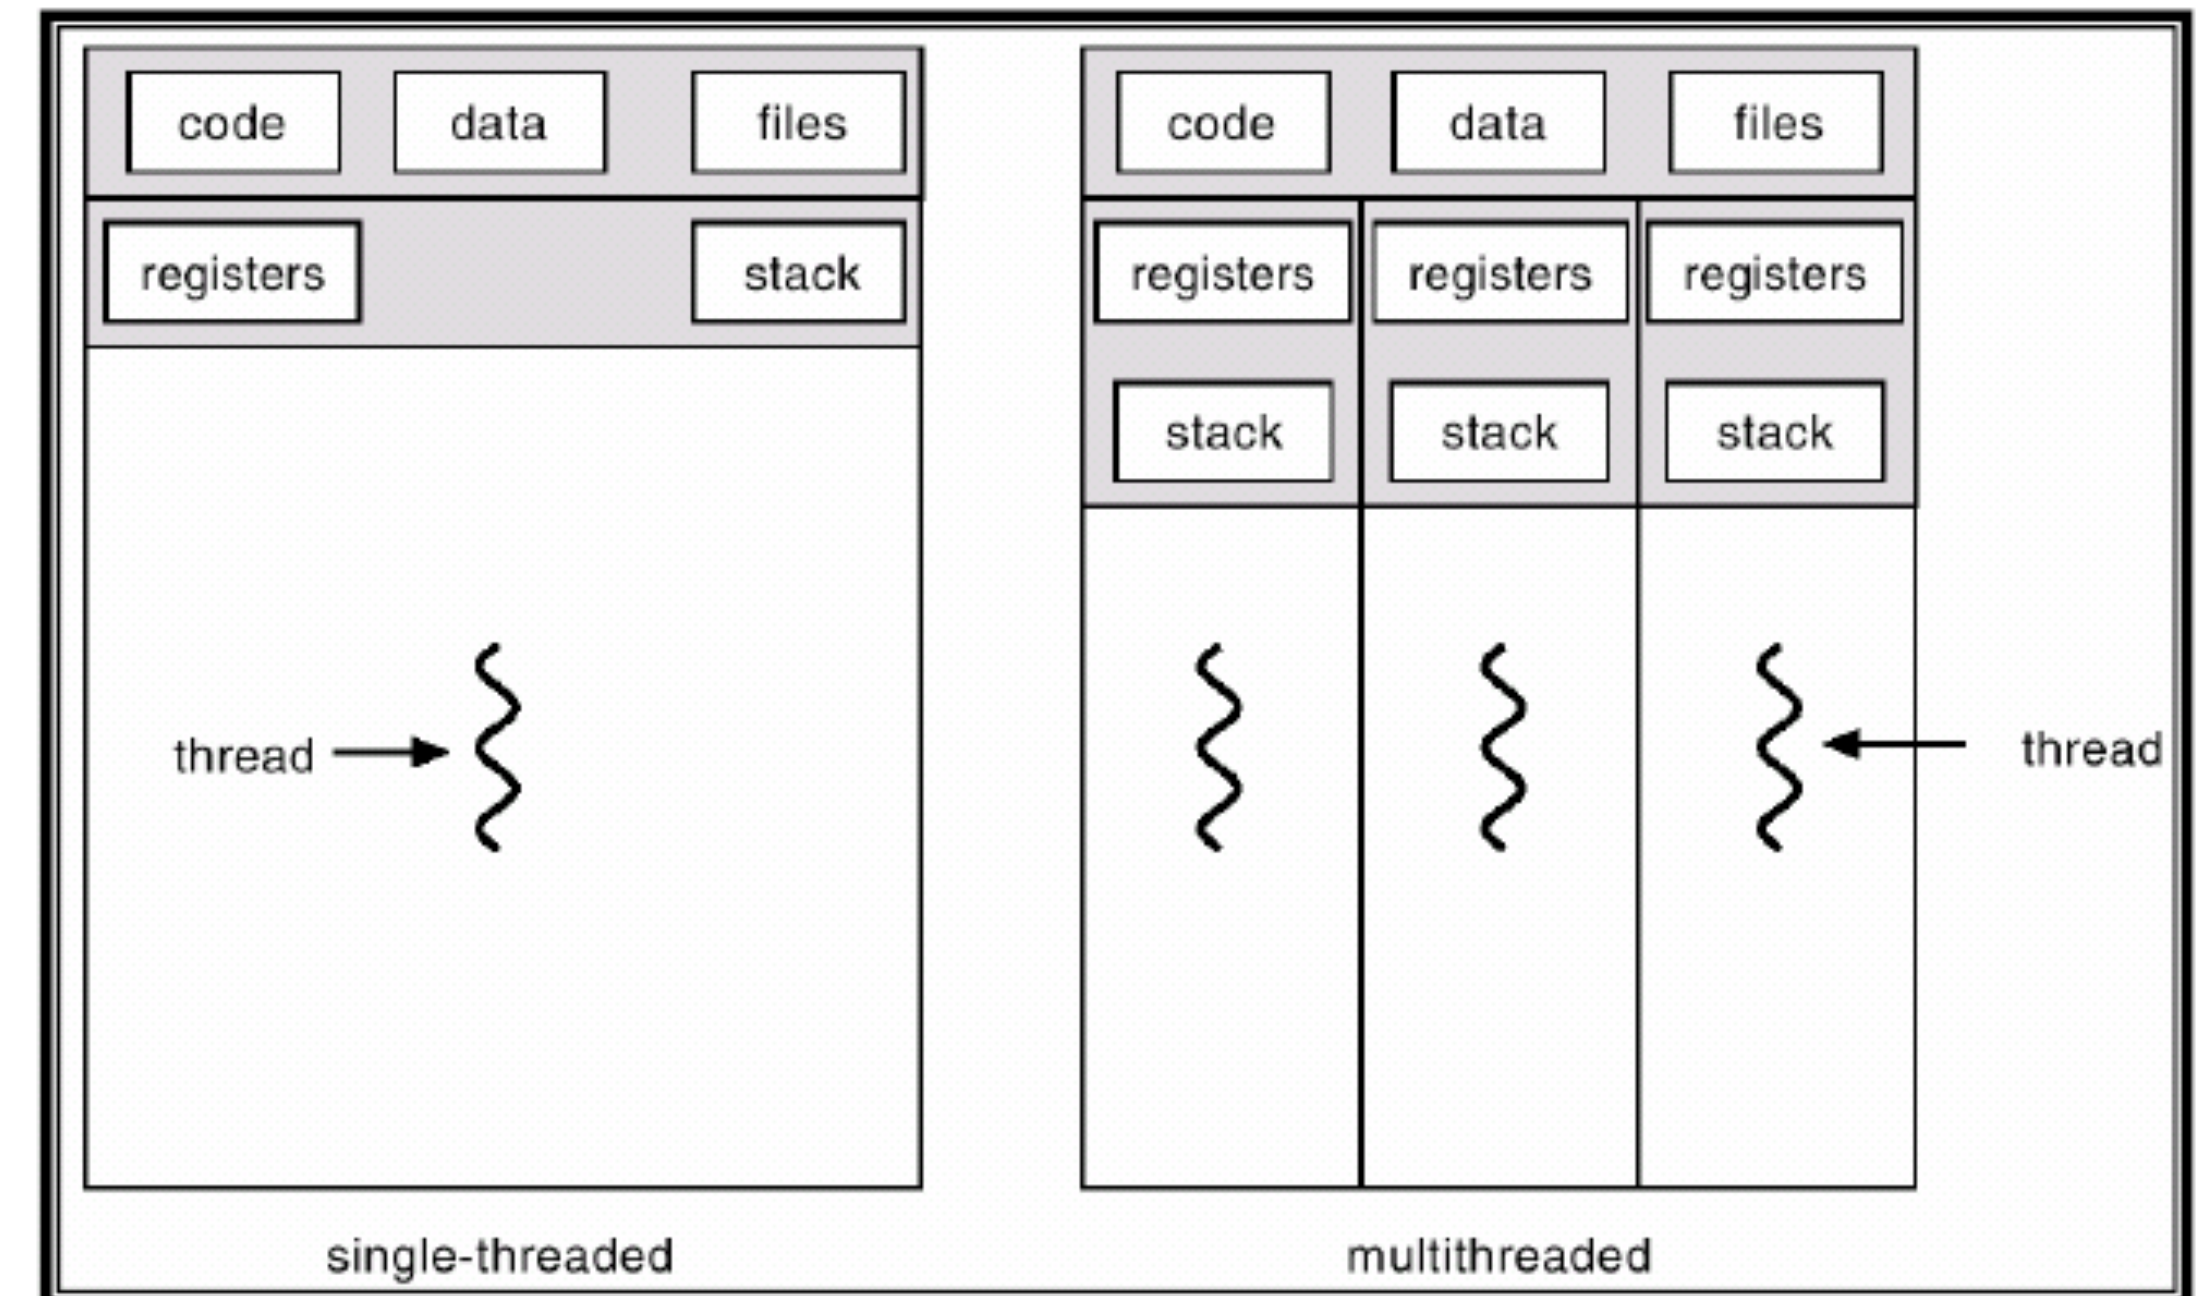 code data files
registers stack
thread
single-threaded
code data files
registers registers registers
stack stack stack
thread
multithreaded